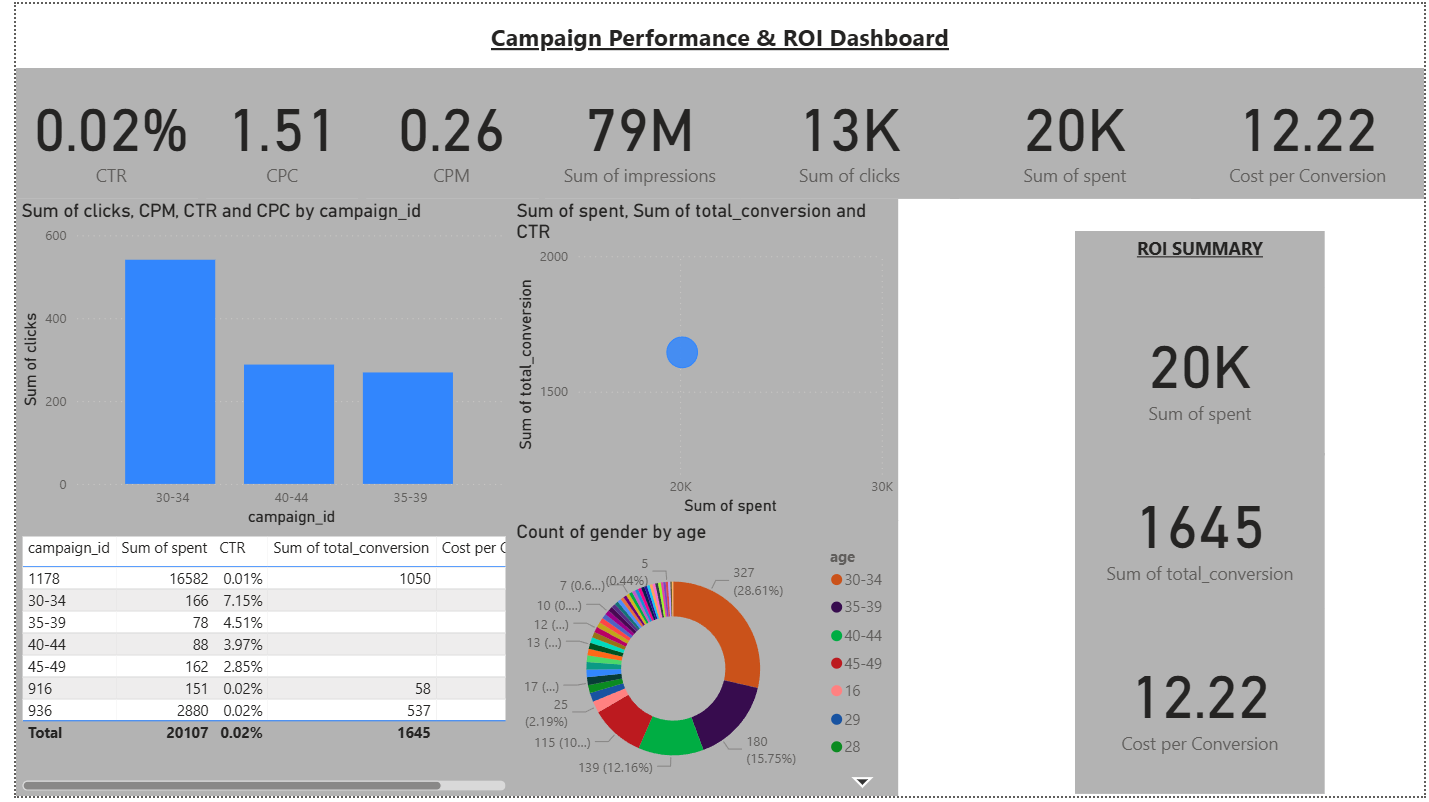 Campaign Performance & ROI Dashboard
0.02%
CTR
1.51
CPC
0.26
CPM
79M
Sum of impressions
13K
Sum of clicks
20K
Sum of spent
12.22
Cost per Conversion
Sum of clicks, CPM, CTR and CPC by campaign_id
600
400
200
0
Sum of clicks
30-34
40-44
35-39
campaign_id
Sum of spent, Sum of total_conversion and
CTR
2000
1500
Sum of total_conversion
20K
30K
Sum of spent
campaign_id Sum of spent CTR Sum of total_conversion Cost per C
1178 16582 0.01% 1050
30-34 166 7.15%
35-39 78 4.51%
40-44 88 3.97%
45-49 162 2.85%
916 151 0.02% 58
936 2880 0.02% 537
Total 20107 0.02% 1645
Count of gender by age
5
(0.44%)
7 (0.6...)
10 (0....)
12 (...)
13 (...)
17 (...)
25
(2.19%)
115 (10...)
139 (12.16%)
180
(15.75%)
327
(28.61%)
age
30-34
35-39
40-44
45-49
16
29
28
ROI SUMMARY
20K
Sum of spent
1645
Sum of total_conversion
12.22
Cost per Conversion